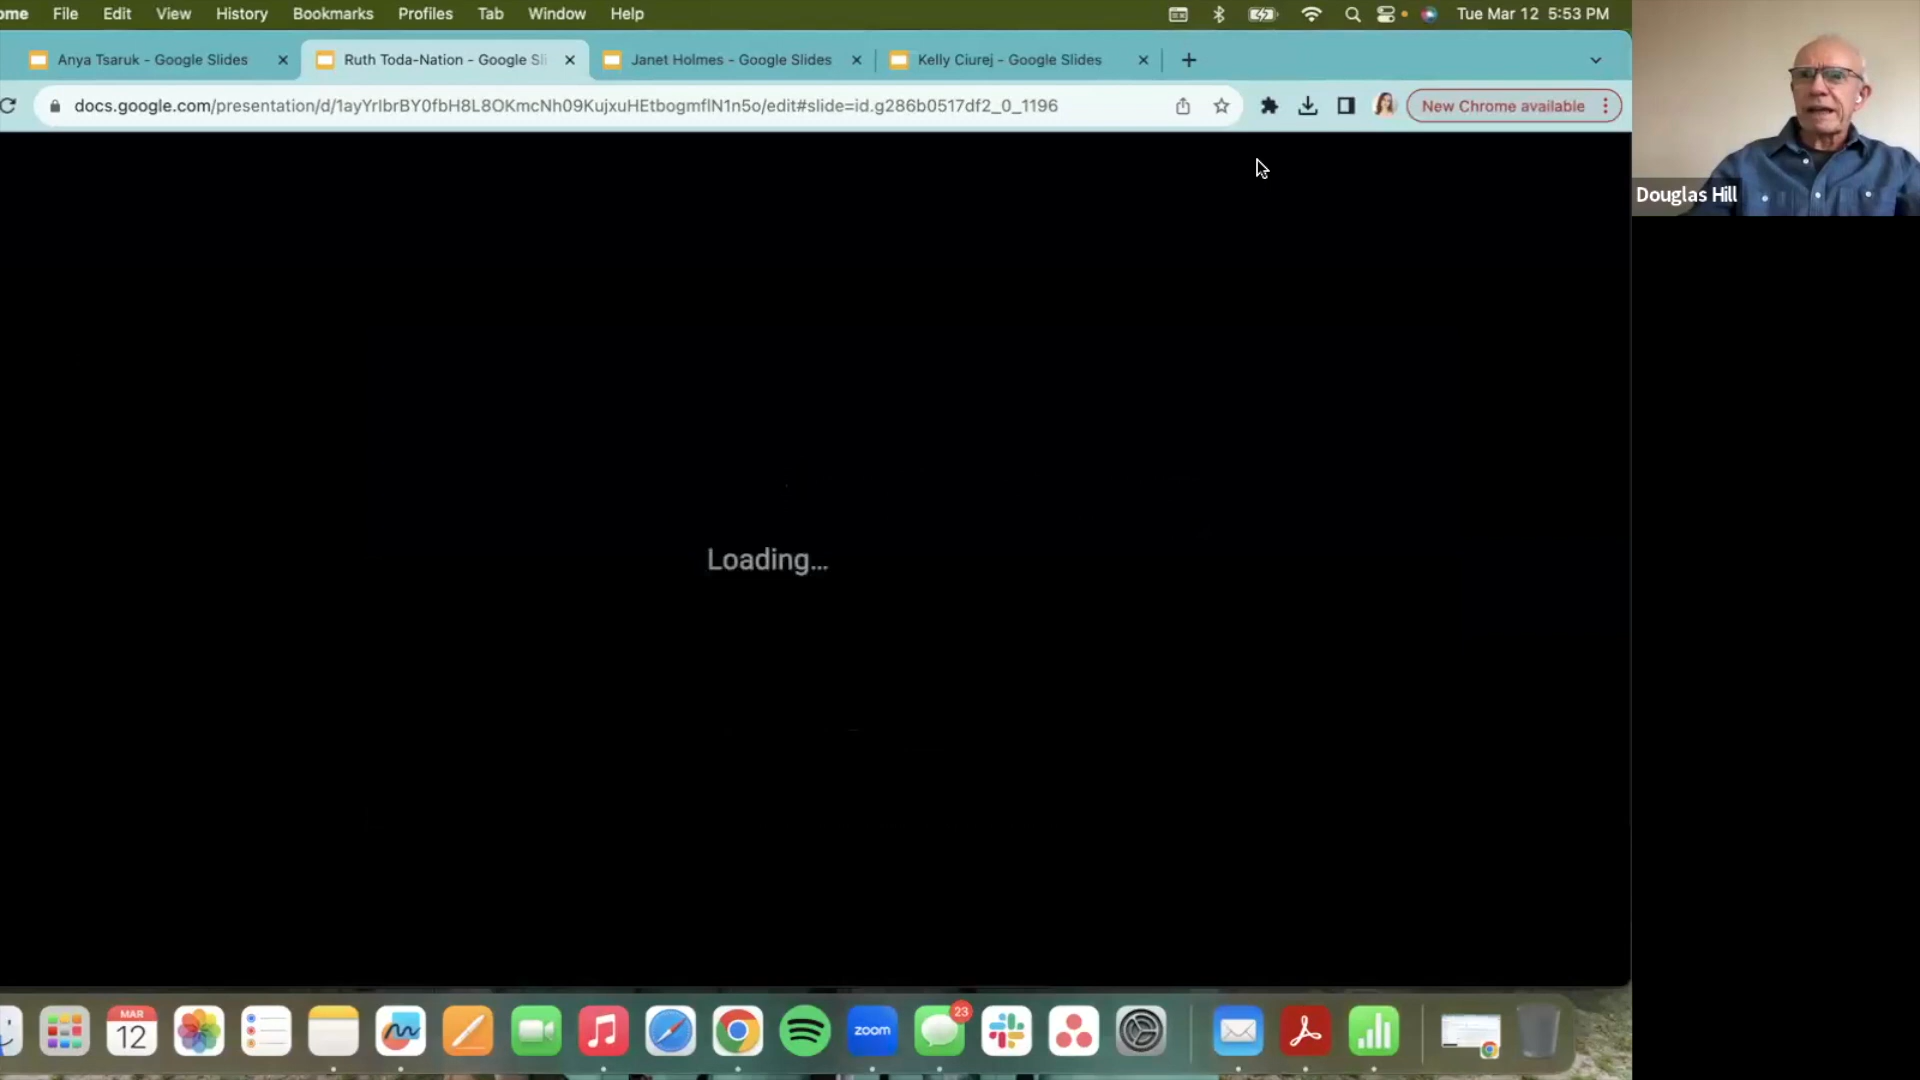 ome File Edit View History Bookmarks Profiles Tab Window Help Tue Mar 12 5:53 PM
Anya Tsaruk - Google Slides Ruth Toda-Nation - Google Sli Janet Holmes - Google Slides Kelly Ciurej - Google Slides
docs.google.com/presentation/d/1ayYrIbrBY0fbH8L8OKmcNh09KujxuHEtbogmflN1n5o/edit#slide=id.g286b0517df2_0_1196 New Chrome available
Douglas Hill
Loading...
MAR
12
zoom
23